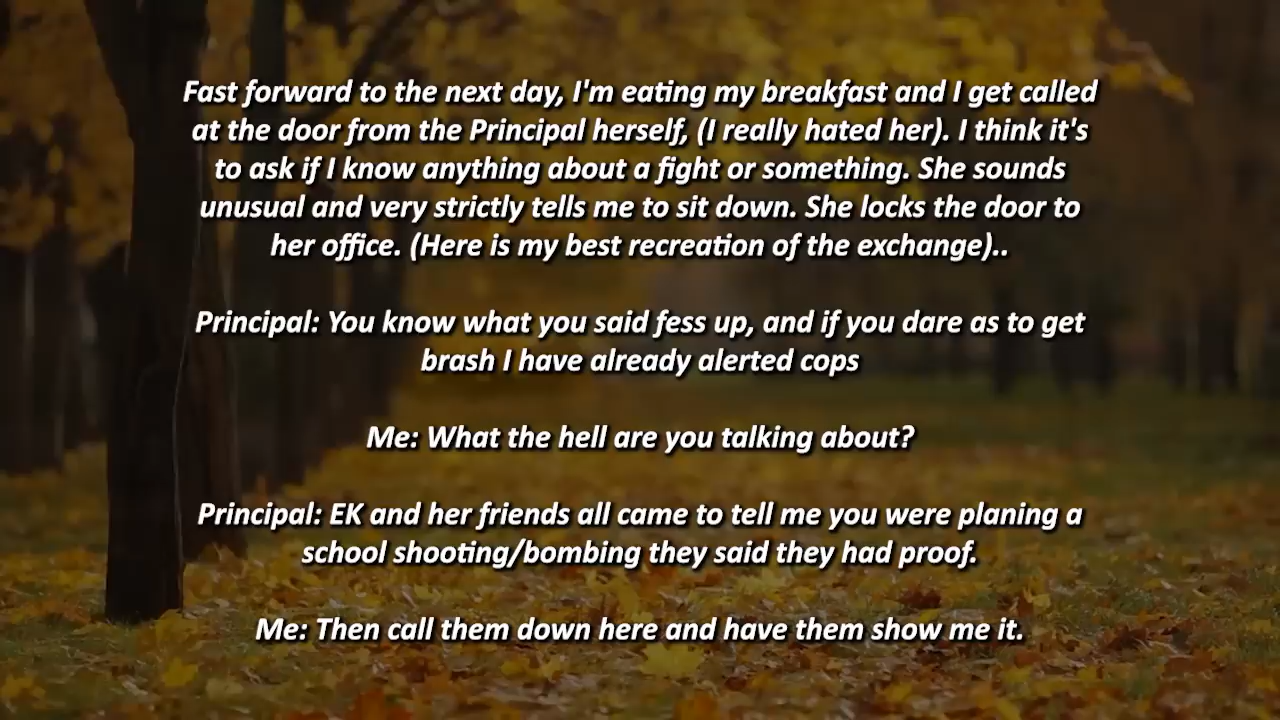 Fast forward to the next day, I'm eating my breakfast and I get called
at the door from the Principal herself, (I really hated her). I think it's
to ask if I know anything about a fight or something. She sounds
unusual and very strictly tells me to sit down. She locks the door to
her office. (Here is my best recreation of the exchange)..
Principal: You know what you said fess up, and if you dare as to get
brash I have already alerted cops
Me: What the hell are you talking about?
Principal: EK and her friends all came to tell me you were planing a
school shooting/bombing they said they had proof.
Me: Then call them down here and have them show me it.